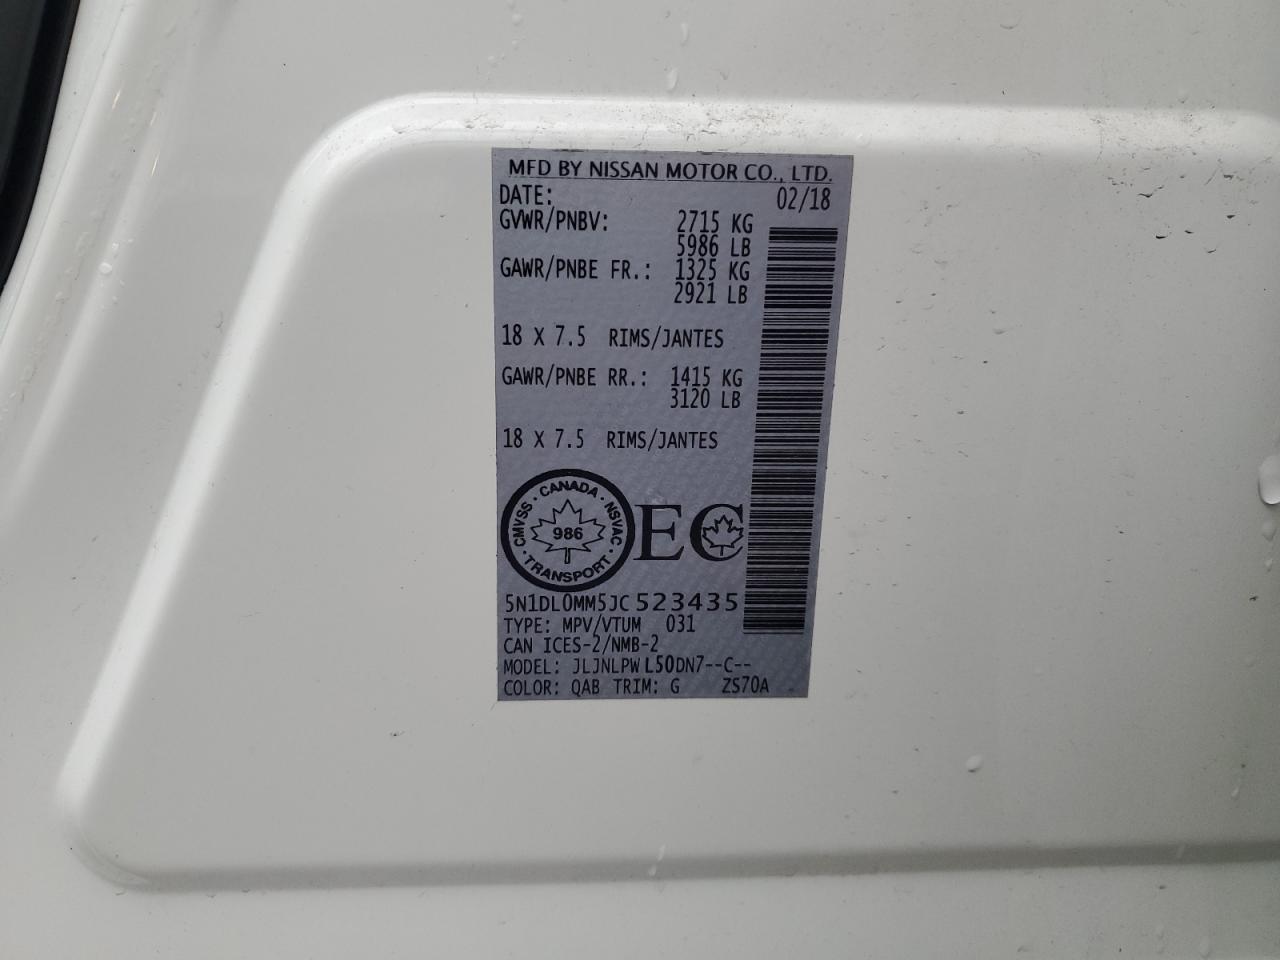 MFD BY NISSAN MOTOR CO., LTD.
DATE: 02/18
GVWR/PNBV: 2715 KG
5986 LB
GAWR/PNBE FR.: 1325 KG
2921 LB
18 X 7.5 RIMS/JANTES
GAWR/PNBE RR.: 1415 KG
3120 LB
18 X 7.5 RIMS/JANTES
CANADA · NSVAC · TRANSPORT · CMVSS ·
986
EC
5N1DL0MM5JC523435
TYPE: MPV/VTUM 031
CAN ICES-2/NMB-2
MODEL: JLJNLPWL50DN7--C--
COLOR: QAB TRIM: G ZS70A